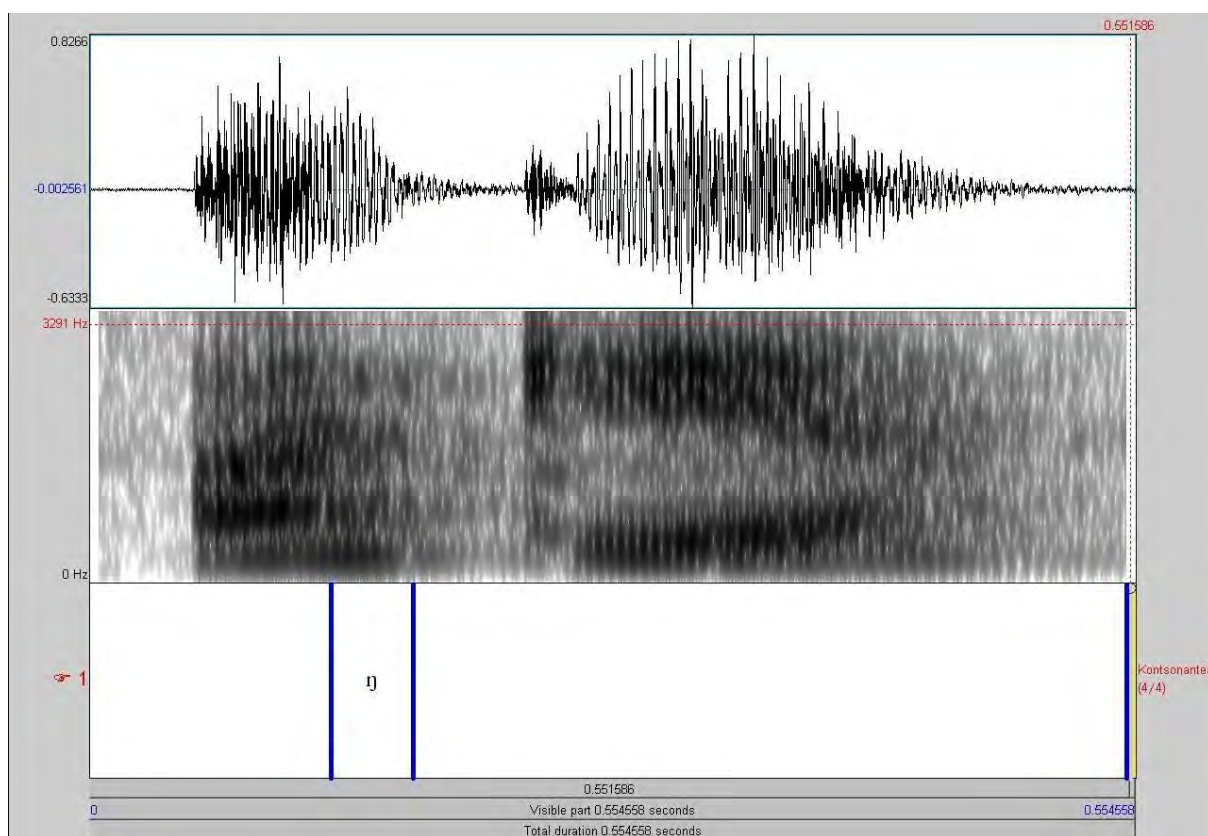 0.551586
0.8266
-0.002561
-0.6333
3291 Hz
0 Hz
☞ 1
ŋ
Kontsonantea
(4/4)
0.551586
0
Visible part 0.554558 seconds
0.554558
Total duration 0.554558 seconds